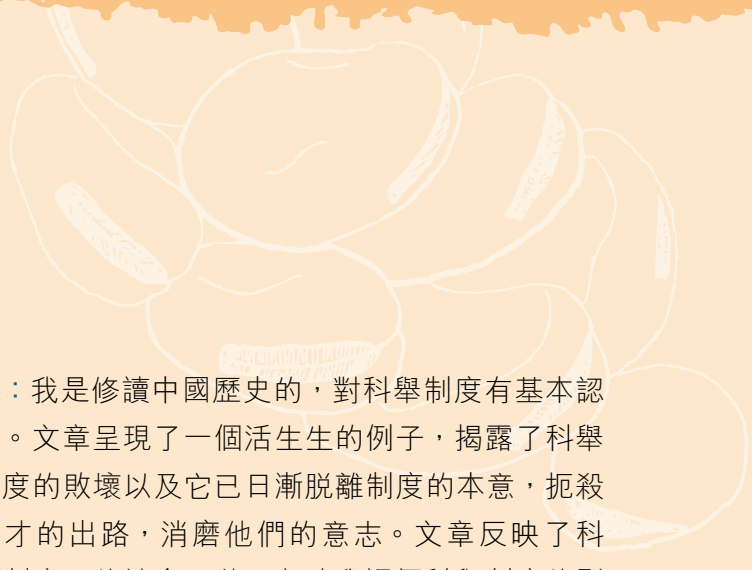 ：我是修讀中國歷史的，對科舉制度有基本認
。文章呈現了一個活生生的例子，揭露了科舉
度的敗壞以及它已日漸脱離制度的本意，扼殺
才的出路，消磨他們的意志。文章反映了科